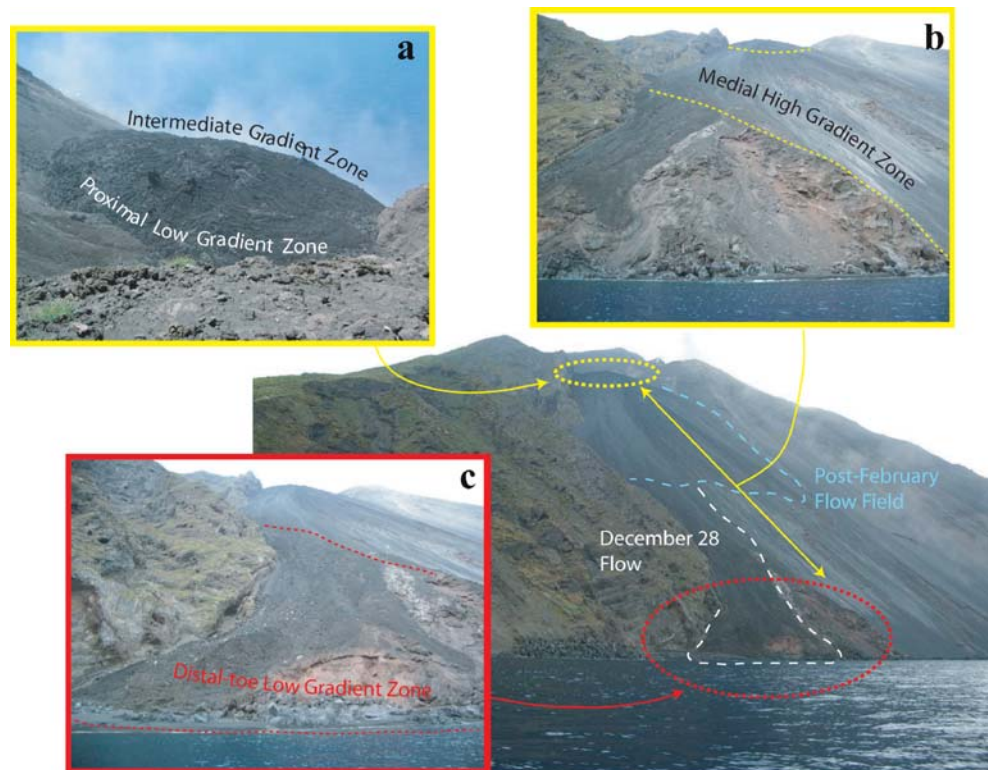 a
Intermediate Gradient Zone
Proximal Low Gradient Zone
b
Medial High Gradient Zone
Post-February
Flow Field
December 28
Flow
c
Distal-toe Low Gradient Zone